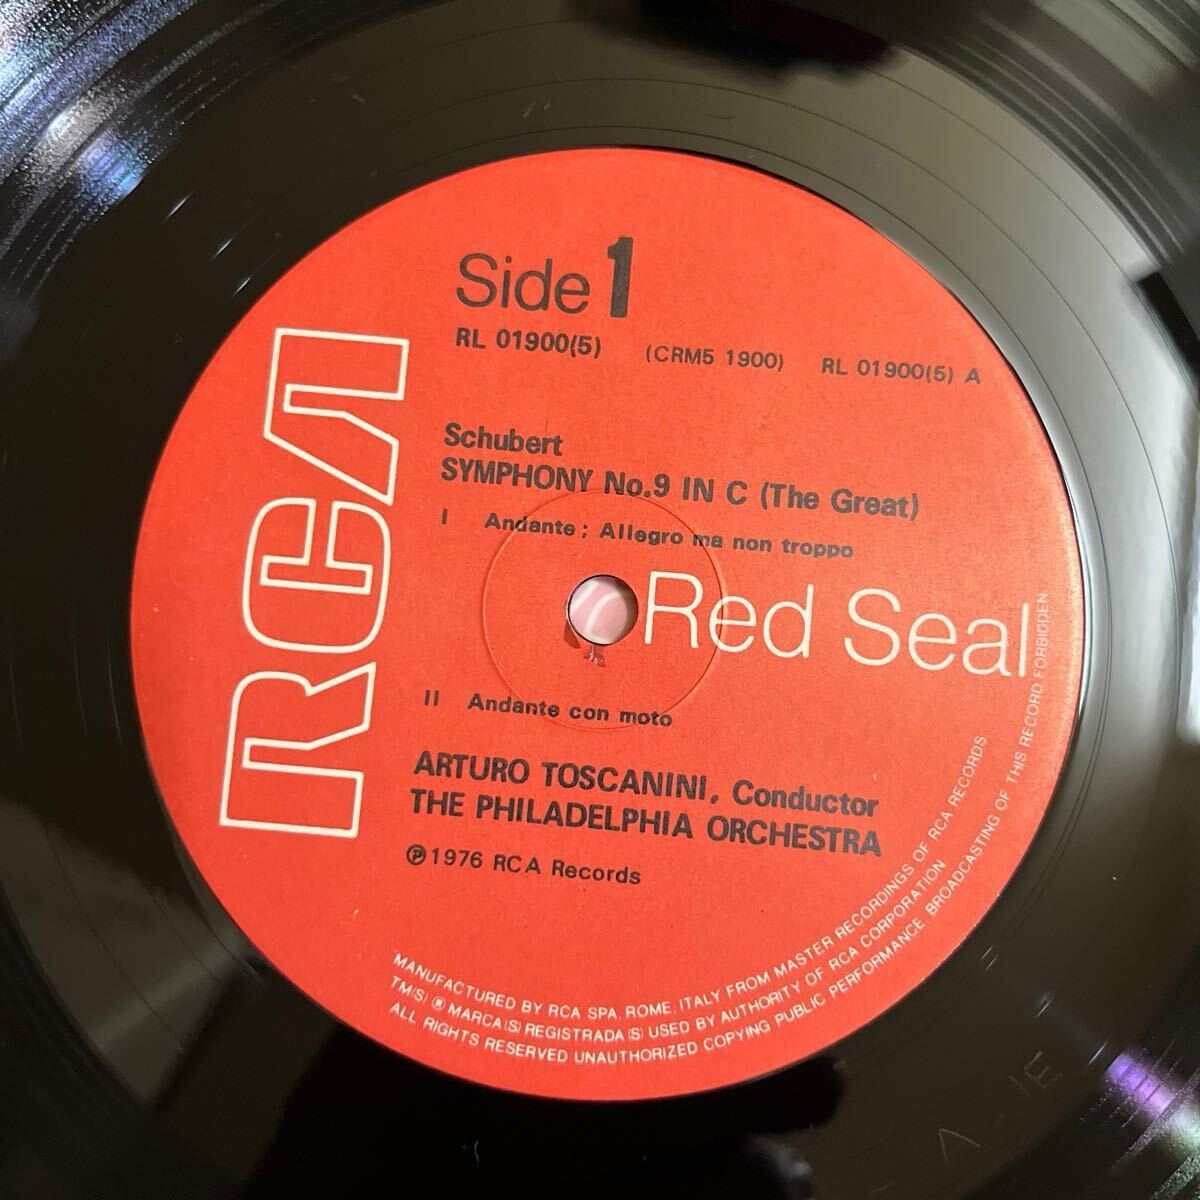 Side 1
RL 01900(5) (CRM5 1900) RL 01900(5) A
Schubert
SYMPHONY No.9 IN C (The Great)
I Andante; Allegro ma non troppo
RCA
Red Seal
II Andante con moto
ARTURO TOSCANINI, Conductor
THE PHILADELPHIA ORCHESTRA
℗1976 RCA Records
MANUFACTURED BY RCA SPA, ROME, ITALY FROM MASTER RECORDINGS OF RCA RECORDS
TM(S) ® MARCA(S) REGISTRADA(S) USED BY AUTHORITY OF RCA CORPORATION
ALL RIGHTS RESERVED UNAUTHORIZED COPYING PUBLIC PERFORMANCE, BROADCASTING OF THIS RECORD FORBIDDEN